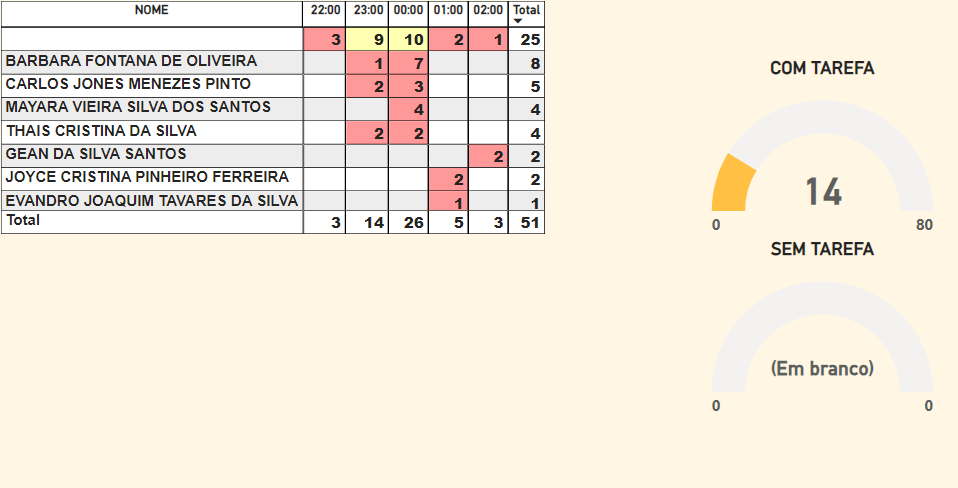 NOME 22:00 23:00 00:00 01:00 02:00 Total
3 9 10 2 1 25
BARBARA FONTANA DE OLIVEIRA 1 7 8
CARLOS JONES MENEZES PINTO 2 3 5
MAYARA VIEIRA SILVA DOS SANTOS 4 4
THAIS CRISTINA DA SILVA 2 2 4
GEAN DA SILVA SANTOS 2 2
JOYCE CRISTINA PINHEIRO FERREIRA 2 2
EVANDRO JOAQUIM TAVARES DA SILVA 1 1
Total 3 14 26 5 3 51
COM TAREFA
14
0 80
SEM TAREFA
(Em branco)
0 0